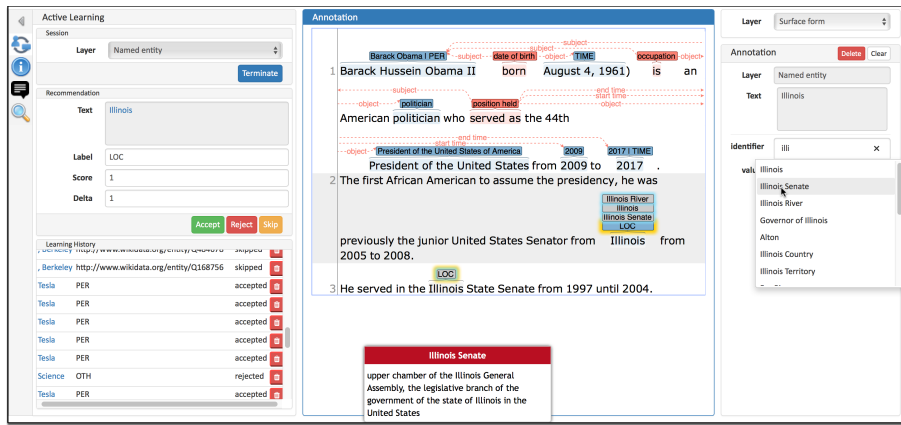 Active Learning
Session
Layer Named entity
Terminate
Recommendation
Text Illinois
Label LOC
Score 1
Delta 1
Accept Reject Skip
Learning History
, Berkeley http://www.wikidata.org/entity/Q168756 skipped
Tesla PER accepted
Tesla PER accepted
Tesla PER accepted
Tesla PER accepted
Tesla PER accepted
Science OTH rejected
Tesla PER accepted
Annotation
subject
subject
Barack Obama | PER subject date of birth object TIME occupation object
1 Barack Hussein Obama II born August 4, 1961) is an
subject end time
start time
object politician position held object
American politician who served as the 44th
end time
start time
object President of the United States of America 2009 2017 | TIME
President of the United States from 2009 to 2017 .
2 The first African American to assume the presidency, he was
Illinois River
Illinois
Illinois Senate
LOC
previously the junior United States Senator from Illinois from
2005 to 2008.
LOC
3 He served in the Illinois State Senate from 1997 until 2004.
Illinois Senate
upper chamber of the Illinois General
Assembly, the legislative branch of the
government of the state of Illinois in the
United States
Layer Surface form
Annotation Delete Clear
Layer Named entity
Text Illinois
identifier illi ×
valu
Illinois
Illinois Senate
Illinois River
Governor of Illinois
Alton
Illinois Country
Illinois Territory